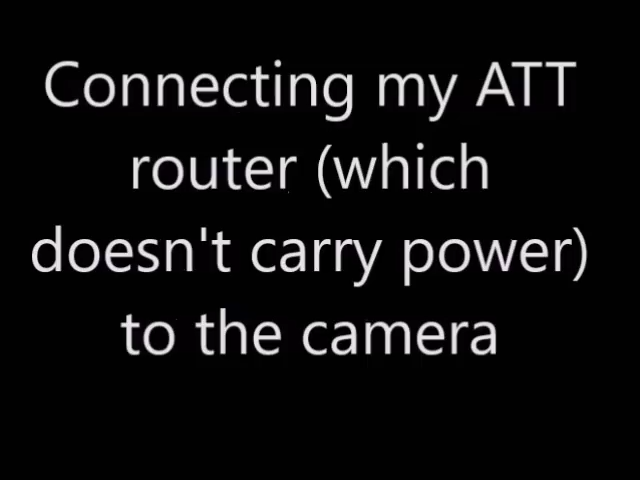 Connecting my ATT
router (which
doesn't carry power)
to the camera